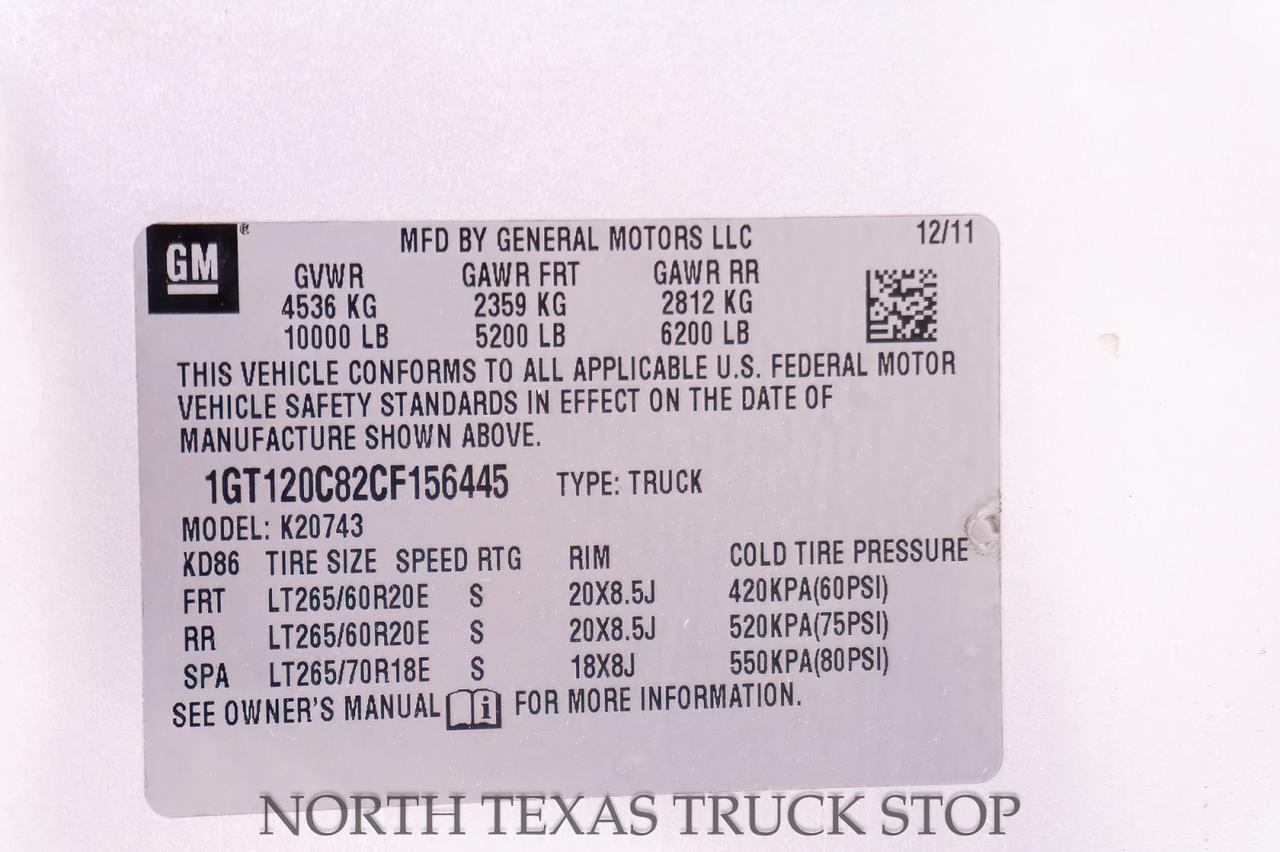 GM®
MFD BY GENERAL MOTORS LLC 12/11
GVWR GAWR FRT GAWR RR
4536 KG 2359 KG 2812 KG
10000 LB 5200 LB 6200 LB
THIS VEHICLE CONFORMS TO ALL APPLICABLE U.S. FEDERAL MOTOR
VEHICLE SAFETY STANDARDS IN EFFECT ON THE DATE OF
MANUFACTURE SHOWN ABOVE.
1GT120C82CF156445 TYPE: TRUCK
MODEL: K20743
KD86 TIRE SIZE SPEED RTG RIM COLD TIRE PRESSURE
FRT LT265/60R20E S 20X8.5J 420KPA(60PSI)
RR LT265/60R20E S 20X8.5J 520KPA(75PSI)
SPA LT265/70R18E S 18X8J 550KPA(80PSI)
SEE OWNER'S MANUAL i FOR MORE INFORMATION.
NORTH TEXAS TRUCK STOP